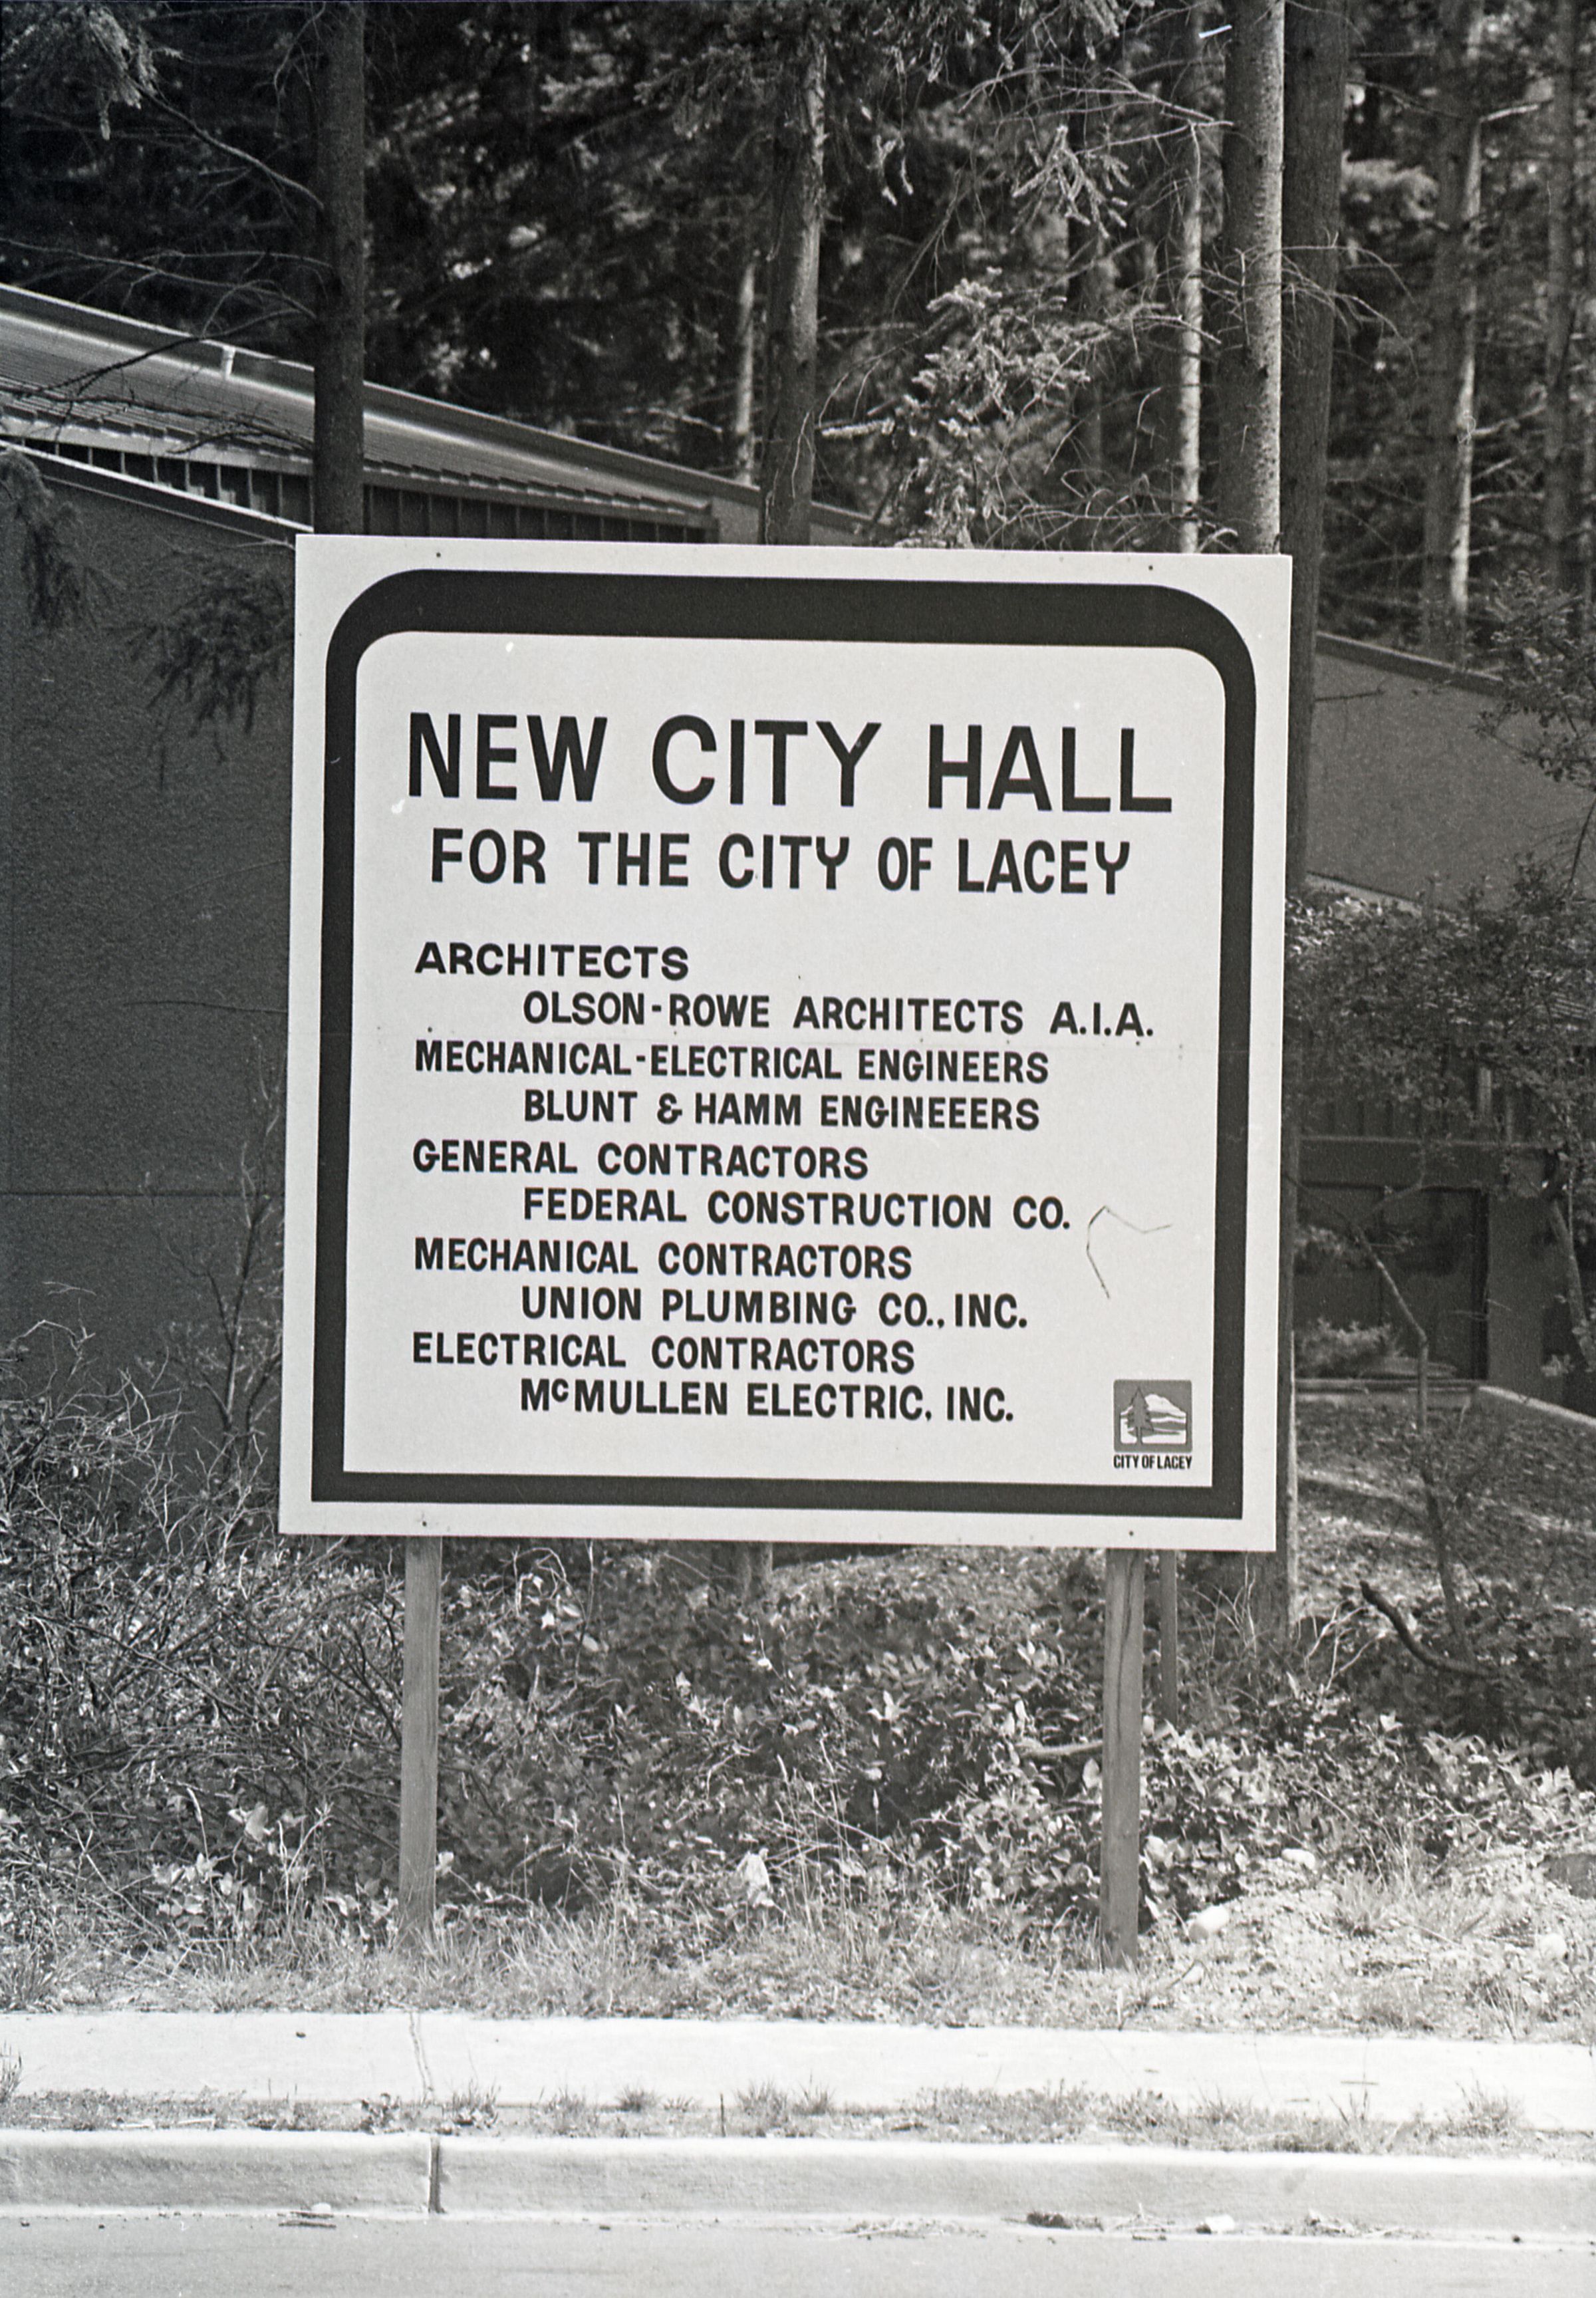 NEW CITY HALL
FOR THE CITY OF LACEY
ARCHITECTS
OLSON-ROWE ARCHITECTS A.I.A.
MECHANICAL-ELECTRICAL ENGINEERS
BLUNT & HAMM ENGINEEERS
GENERAL CONTRACTORS
FEDERAL CONSTRUCTION CO.
MECHANICAL CONTRACTORS
UNION PLUMBING CO., INC.
ELECTRICAL CONTRACTORS
McMULLEN ELECTRIC, INC.
CITY OF LACEY